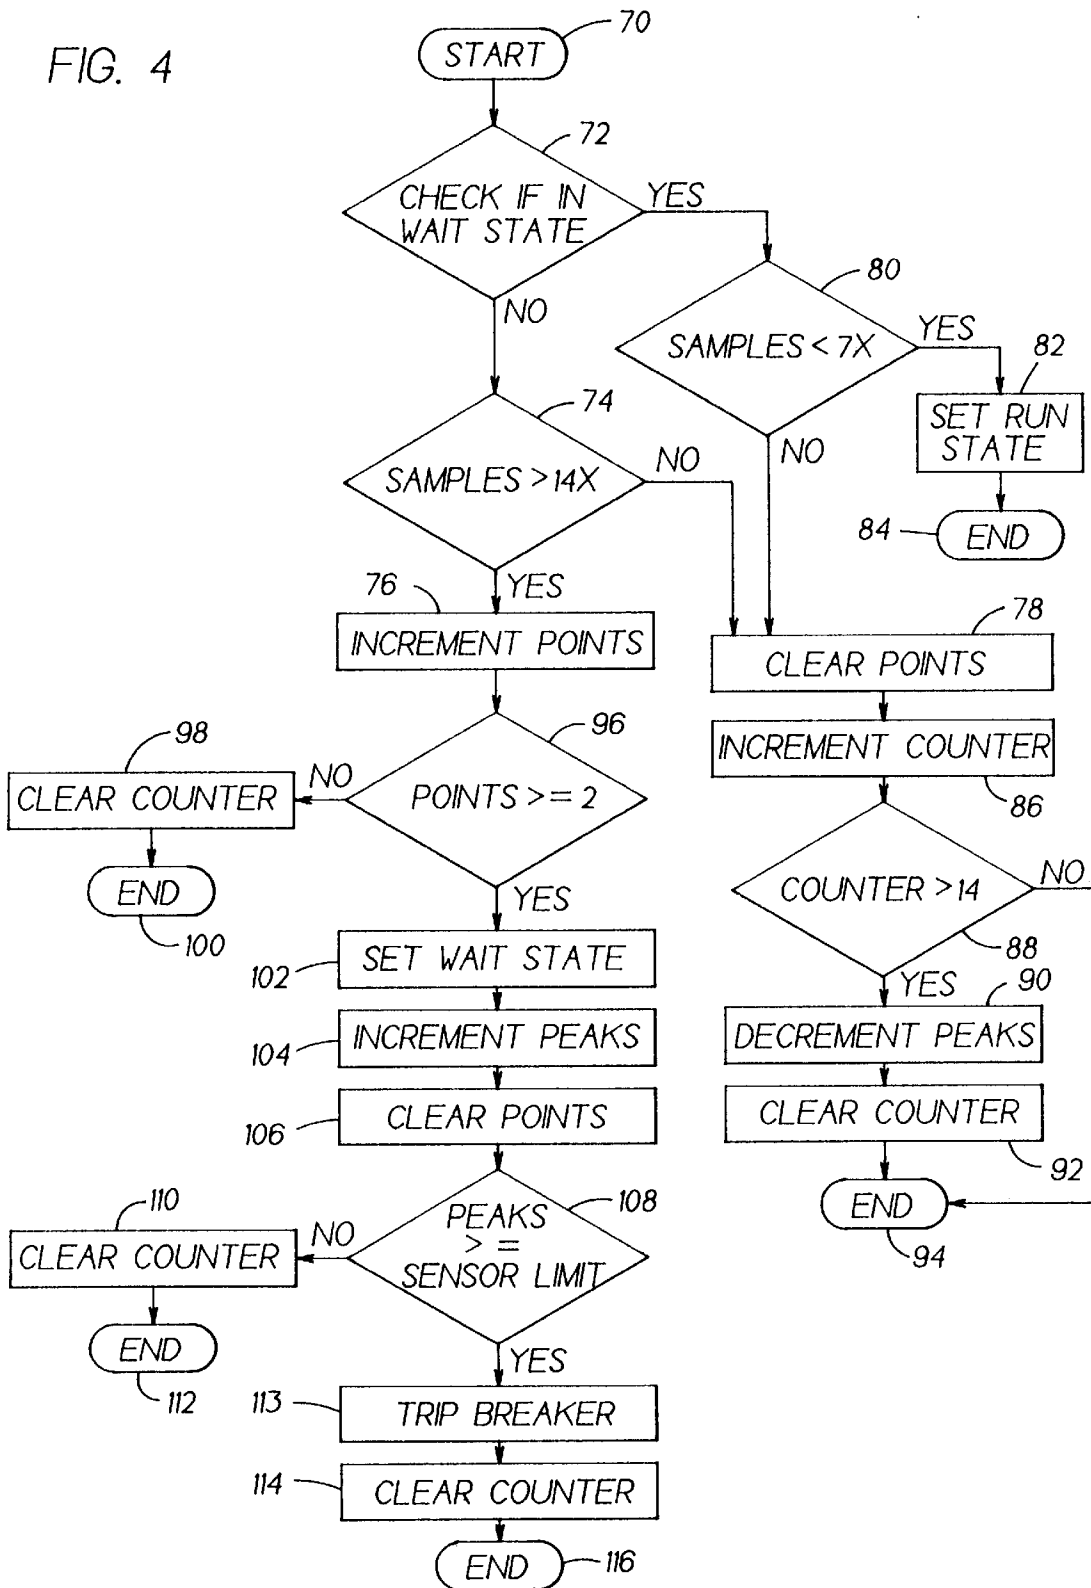 FIG. 4
70
START
72
CHECK IF IN
WAIT STATE
YES
NO
80
SAMPLES < 7X
YES
NO
82
SET RUN
STATE
84
END
74
SAMPLES > 14X
NO
YES
76
INCREMENT POINTS
78
CLEAR POINTS
INCREMENT COUNTER
86
96
POINTS >= 2
NO
YES
98
CLEAR COUNTER
END
100
COUNTER > 14
NO
88
YES
90
DECREMENT PEAKS
CLEAR COUNTER
92
END
94
102
SET WAIT STATE
104
INCREMENT PEAKS
106
CLEAR POINTS
108
PEAKS
> =
SENSOR LIMIT
NO
YES
110
CLEAR COUNTER
END
112
113
TRIP BREAKER
114
CLEAR COUNTER
END
116